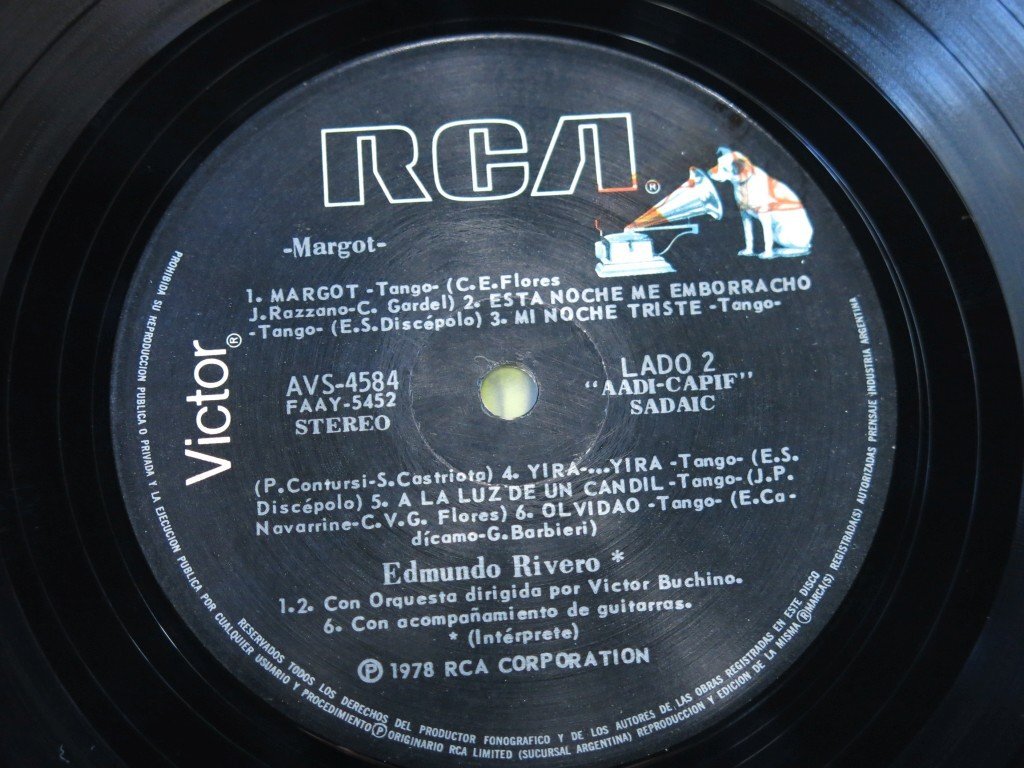 RCA®
-Margot-
1. MARGOT -Tango- (C.E.Flores
J.Razzano-C. Gardel) 2. ESTA NOCHE ME EMBORRACHO
-Tango- (E.S.Discépolo) 3. MI NOCHE TRISTE -Tango-
Victor®
AVS-4584
FAAY-5452
STEREO
LADO 2
"AADI-CAPIF"
SADAIC
(P.Contursi-S.Castriota) 4. YIRA-...YIRA -Tango- (E.S.
Discépolo) 5. A LA LUZ DE UN CANDIL -Tango-(J.P.
Navarrine-C.V.G. Flores) 6. OLVIDAO -Tango- (E.Ca-
dícamo-G.Barbieri)
Edmundo Rivero *
1.2. Con Orquesta dirigida por Victor Buchino.
6. Con acompañamiento de guitarras.
* (Intérprete)
℗ 1978 RCA CORPORATION
PROHIBIDA SU REPRODUCCION PUBLICA O PRIVADA Y LA EJECUCION PUBLICA POR CUALQUIER USUARIO Y PROCEDIMIENTO ℗ ORIGINARIO RCA LIMITED (SUCURSAL ARGENTINA) REPRODUCCION Y EDICION DE LA MISMA ®MARCA(S) REGISTRADA(S) AUTORIZADAS PRENSAJE INDUSTRIA ARGENTINA
RESERVADOS TODOS LOS DERECHOS DEL PRODUCTOR FONOGRAFICO Y DE LOS AUTORES DE LAS OBRAS REGISTRADAS EN ESTE DISCO